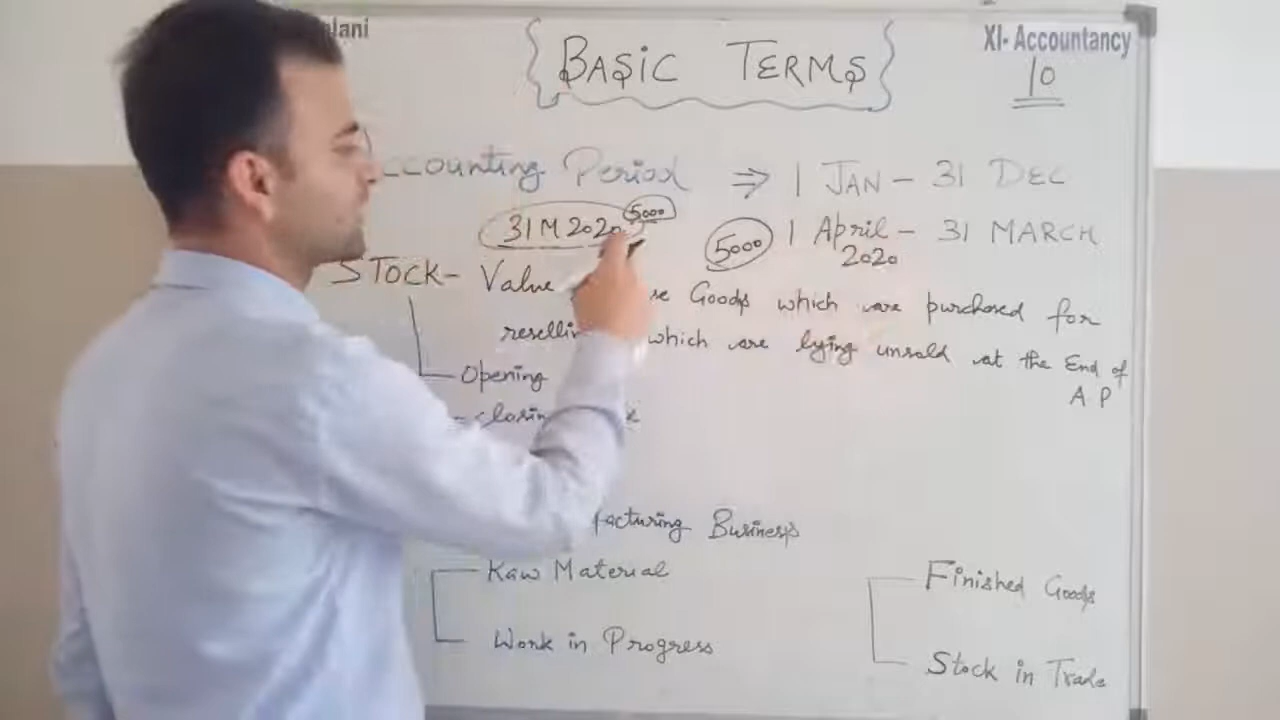 lani
XI- Accountancy
BASIC TERMS
10
Accounting Period ⇒ 1 JAN - 31 DEC
31 M 2020 5000
5000 1 April - 31 MARCH
2020
STOCK - Value Goods which are purchased for
which are lying unsold at the End of
A P
Opening
facturing Business
Raw Material
Work in Progress
Finished Goods
Stock in Trade